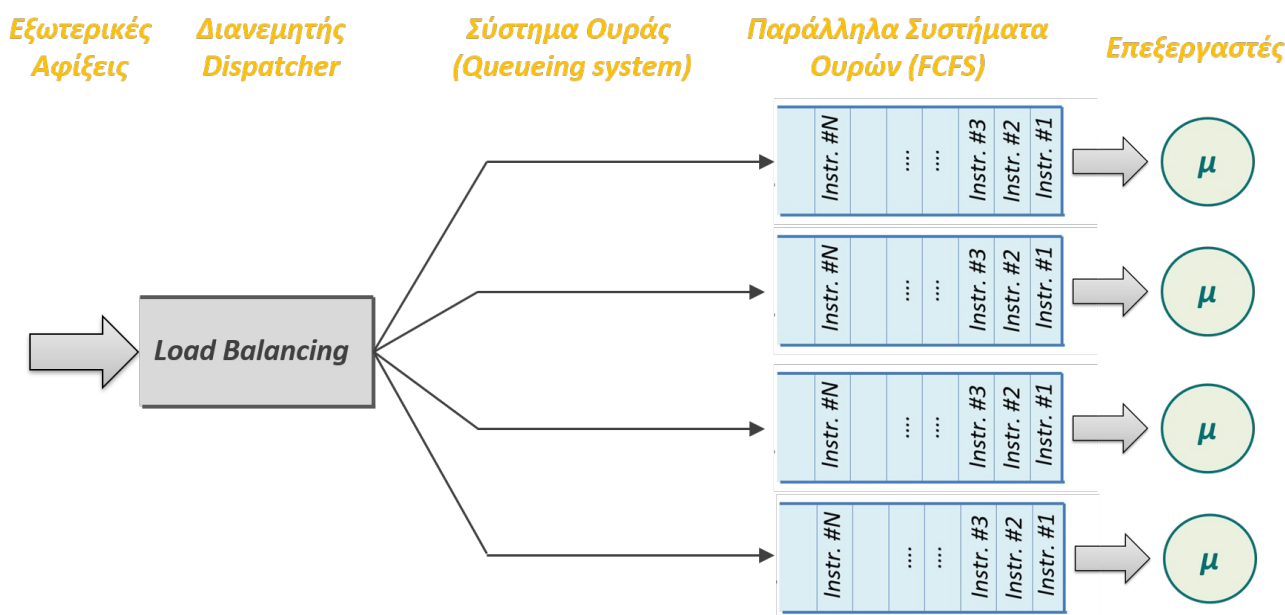 Εξωτερικές
Αφίξεις
Διανεμητής
Dispatcher
Σύστημα Ουράς
(Queueing system)
Παράλληλα Συστήματα
Ουρών (FCFS)
Επεξεργαστές
Load Balancing
Instr. #N
....
....
Instr. #3
Instr. #2
Instr. #1
μ
Instr. #N
....
....
Instr. #3
Instr. #2
Instr. #1
μ
Instr. #N
....
....
Instr. #3
Instr. #2
Instr. #1
μ
Instr. #N
....
....
Instr. #3
Instr. #2
Instr. #1
μ